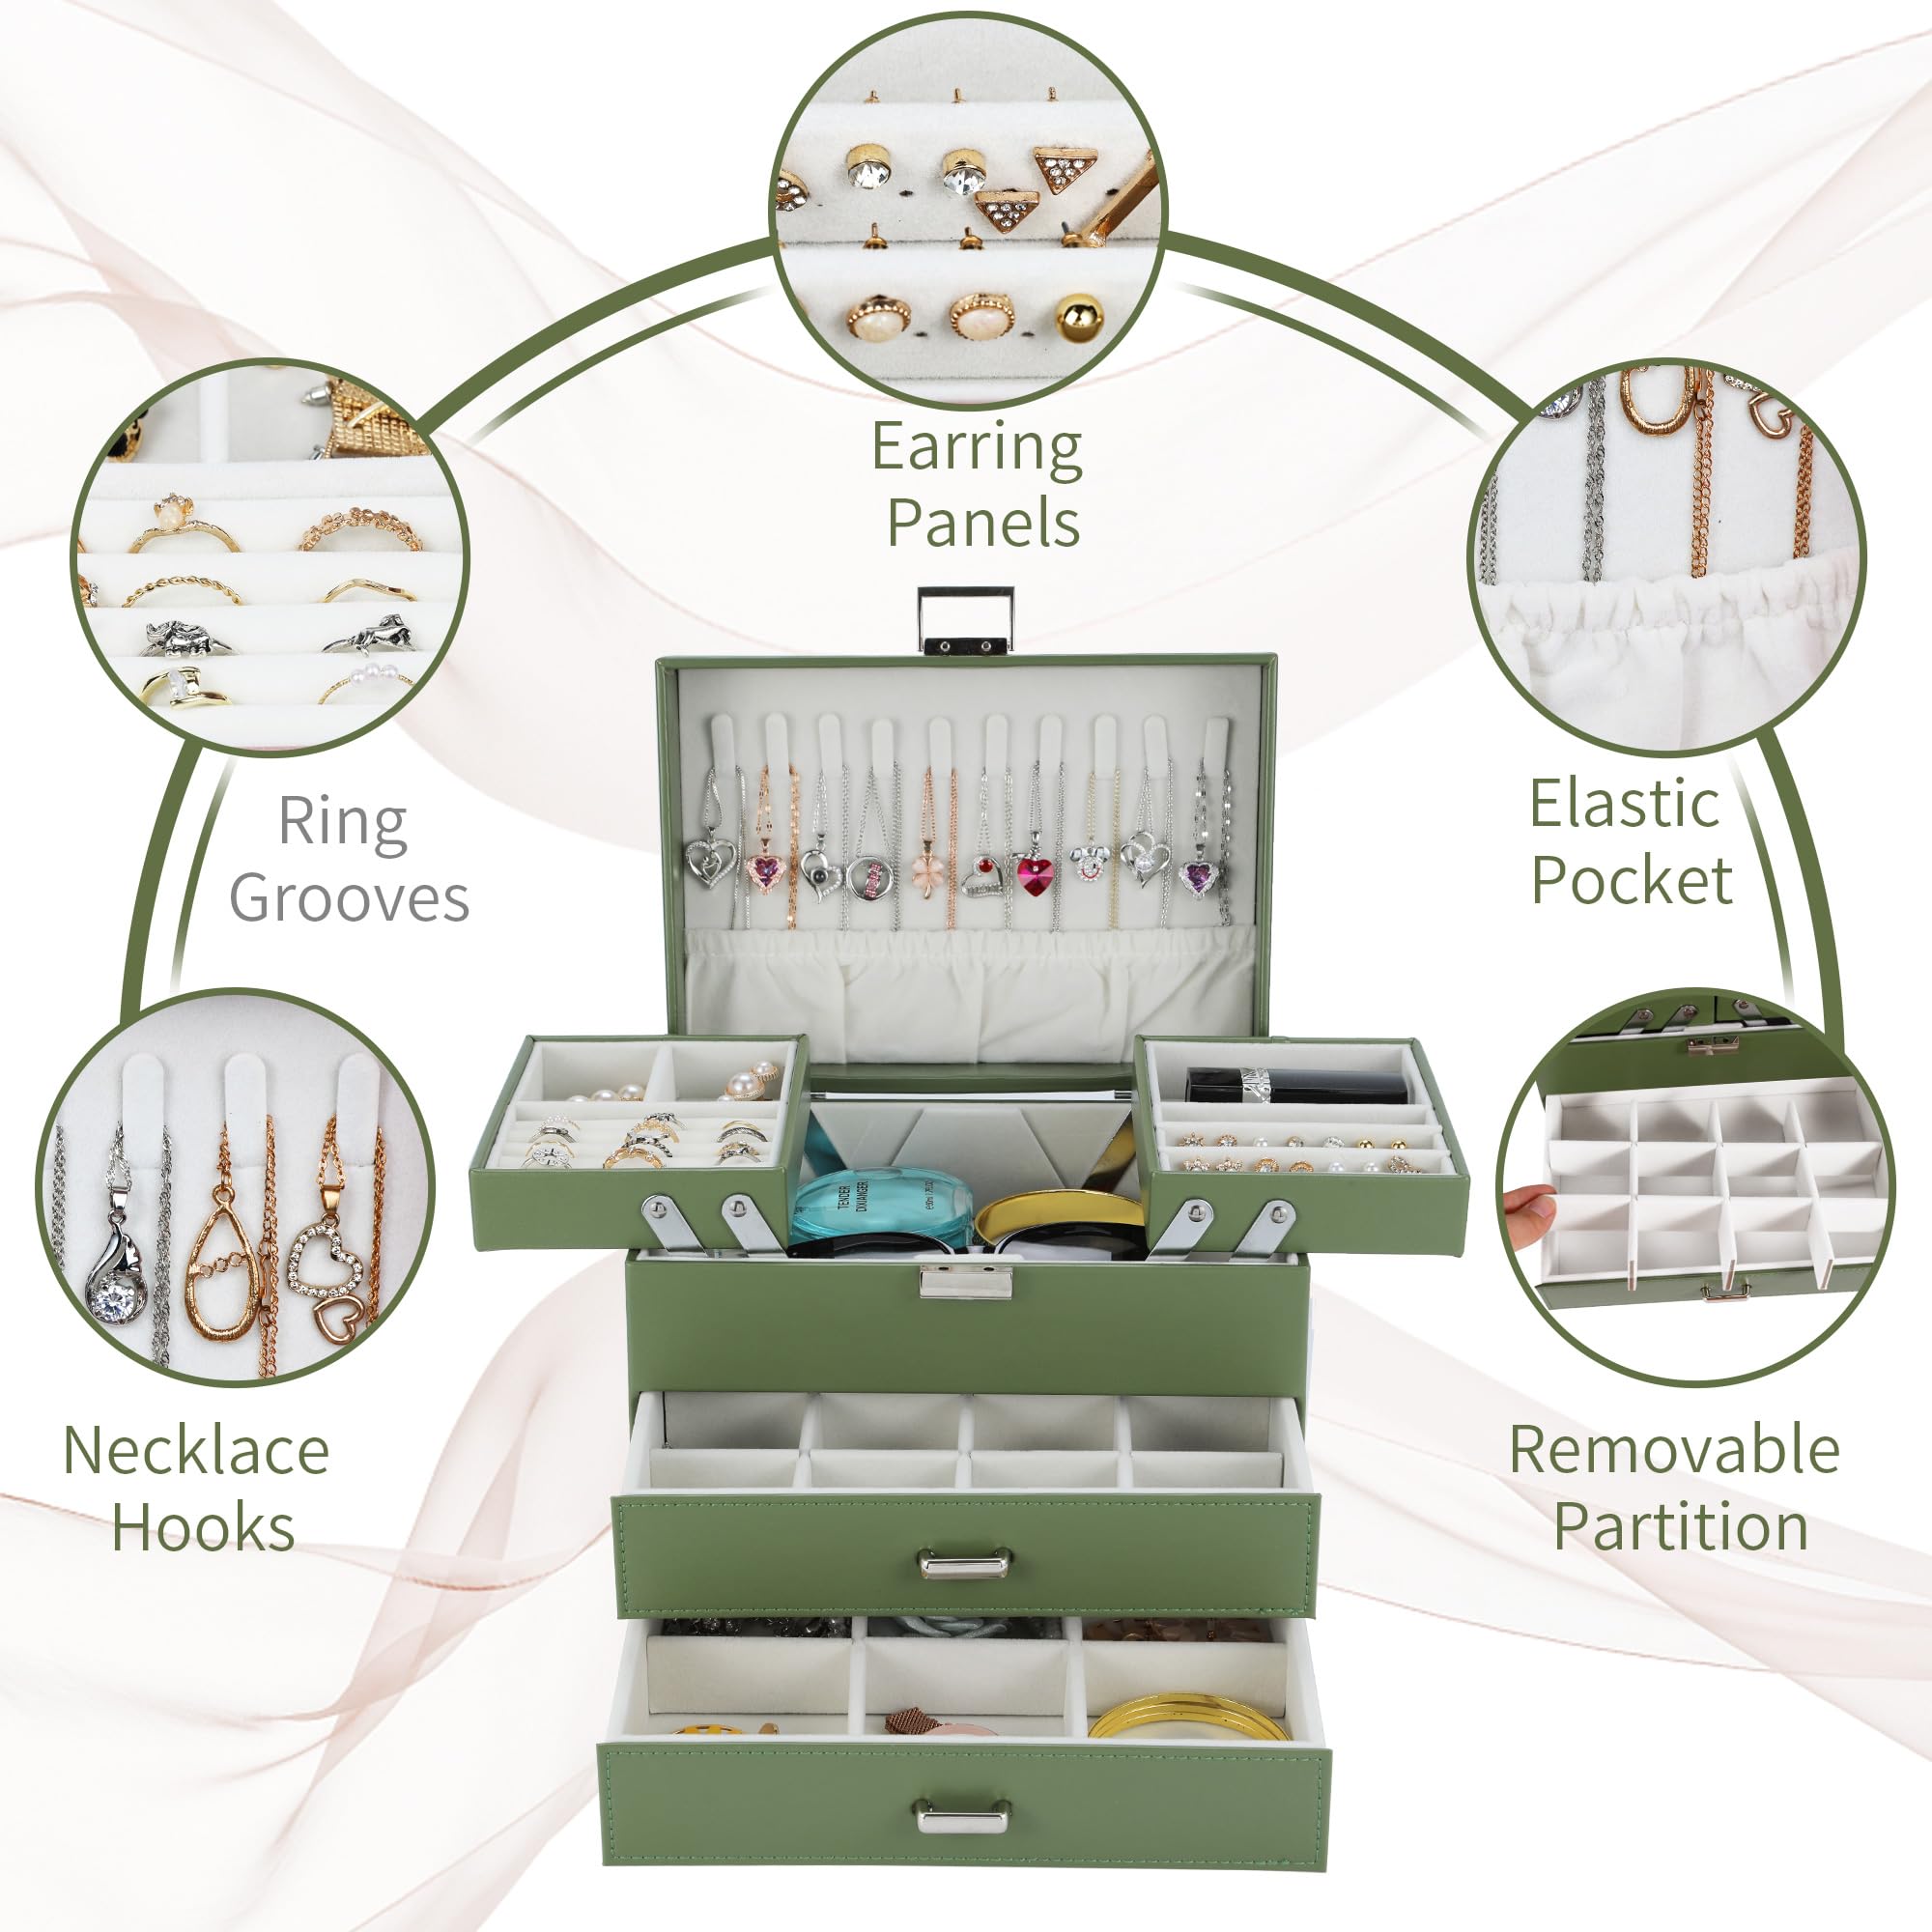 Earring
Panels
Ring
Grooves
Elastic
Pocket
Necklace
Hooks
Removable
Partition
TENDER